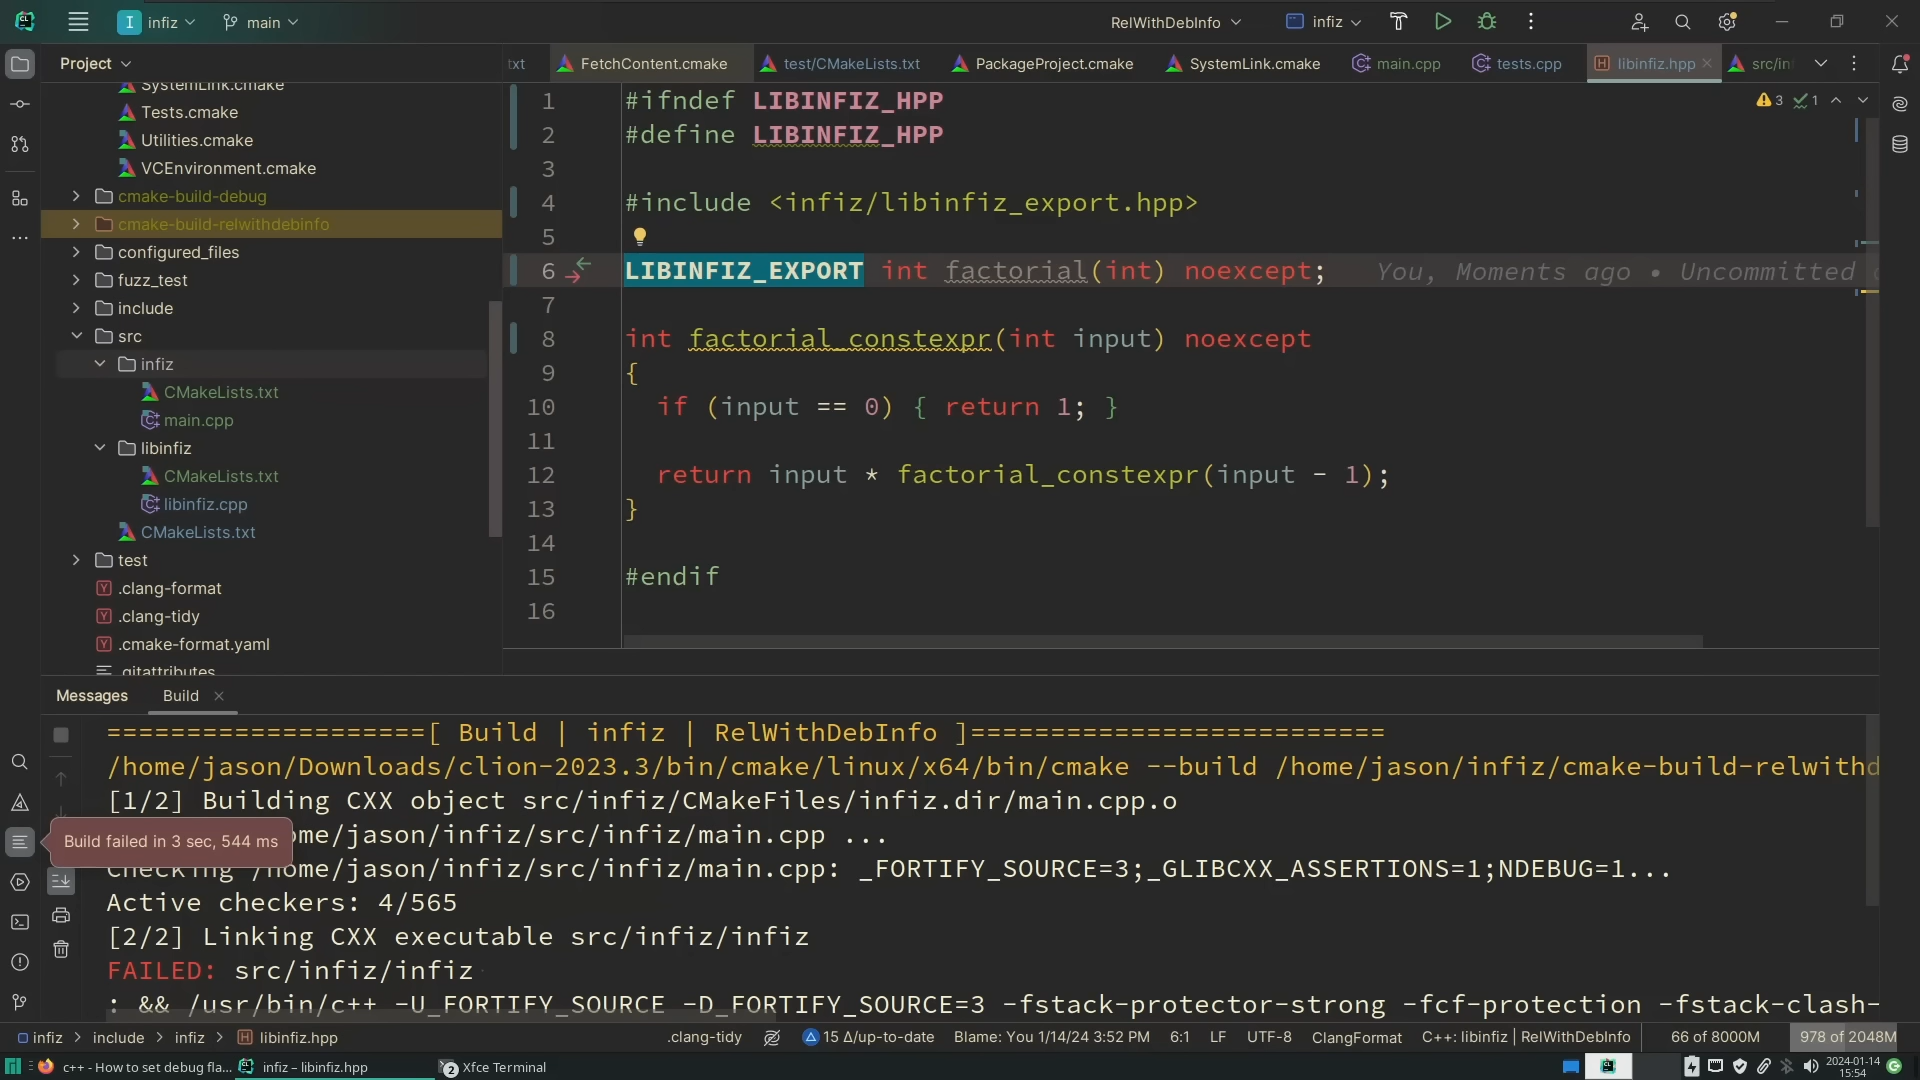 I infiz main RelWithDebInfo infiz
Project
txt FetchContent.cmake test/CMakeLists.txt PackageProject.cmake SystemLink.cmake main.cpp tests.cpp libinfiz.hpp src/in
SystemLink.cmake
Tests.cmake
Utilities.cmake
VCEnvironment.cmake
cmake-build-debug
cmake-build-relwithdebinfo
configured_files
fuzz_test
include
src
infiz
CMakeLists.txt
main.cpp
libinfiz
CMakeLists.txt
libinfiz.cpp
CMakeLists.txt
test
.clang-format
.clang-tidy
.cmake-format.yaml
.gitattributes
3 1
1 #ifndef LIBINFIZ_HPP
2 #define LIBINFIZ_HPP
3
4 #include <infiz/libinfiz_export.hpp>
5
6 LIBINFIZ_EXPORT int factorial(int) noexcept; You, Moments ago • Uncommitted
7
8 int factorial_constexpr(int input) noexcept
9 {
10 if (input == 0) { return 1; }
11
12 return input * factorial_constexpr(input - 1);
13 }
14
15 #endif
16
Messages Build
====================[ Build | infiz | RelWithDebInfo ]==========================
/home/jason/Downloads/clion-2023.3/bin/cmake/linux/x64/bin/cmake --build /home/jason/infiz/cmake-build-relwithd
[1/2] Building CXX object src/infiz/CMakeFiles/infiz.dir/main.cpp.o
ome/jason/infiz/src/infiz/main.cpp ...
Build failed in 3 sec, 544 ms
Checking /home/jason/infiz/src/infiz/main.cpp: _FORTIFY_SOURCE=3;_GLIBCXX_ASSERTIONS=1;NDEBUG=1...
Active checkers: 4/565
[2/2] Linking CXX executable src/infiz/infiz
FAILED: src/infiz/infiz
: && /usr/bin/c++ -U_FORTIFY_SOURCE -D_FORTIFY_SOURCE=3 -fstack-protector-strong -fcf-protection -fstack-clash-
infiz > include > infiz > libinfiz.hpp .clang-tidy 15 Δ/up-to-date Blame: You 1/14/24 3:52 PM 6:1 LF UTF-8 ClangFormat C++: libinfiz | RelWithDebInfo 66 of 8000M 978 of 2048M
c++ - How to set debug fla... infiz – libinfiz.hpp 2 Xfce Terminal 2024-01-14
15:54